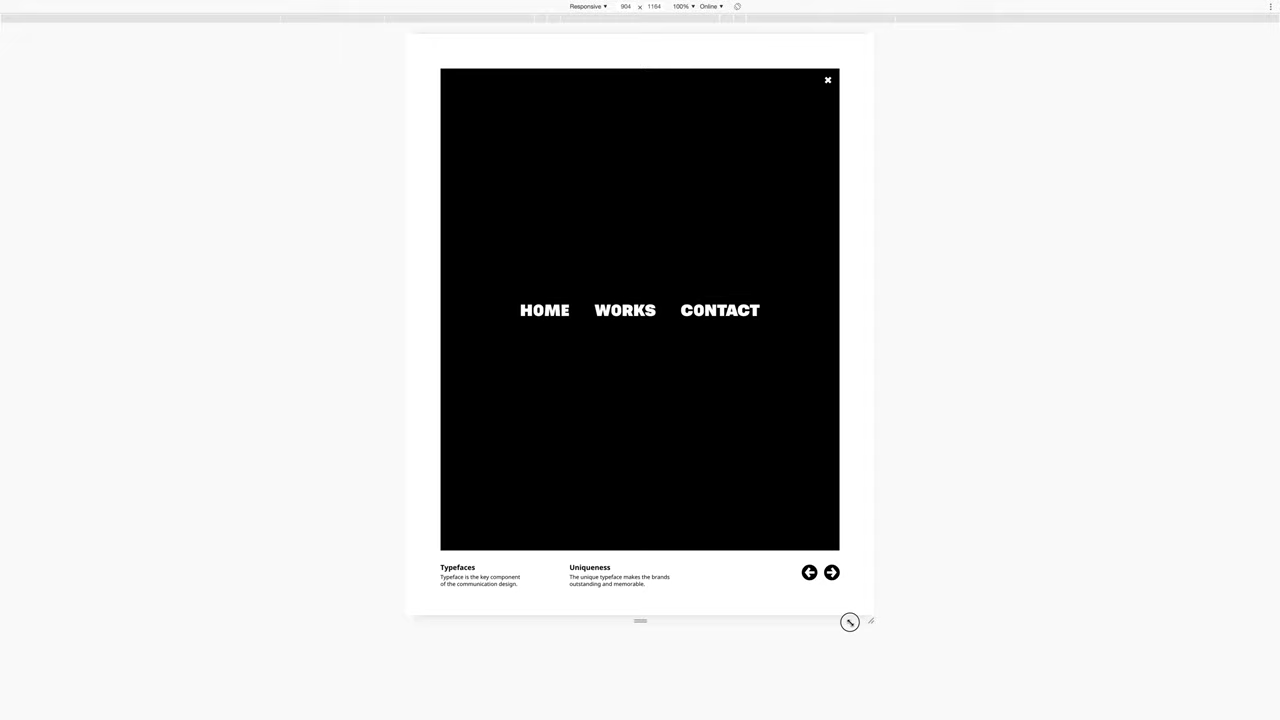 Responsive ▾ 904 × 1164 100% ▾ Online ▾
HOME WORKS CONTACT
Typefaces
Typeface is the key component
of the communication design.
Uniqueness
The unique typeface makes the brands
outstanding and memorable.